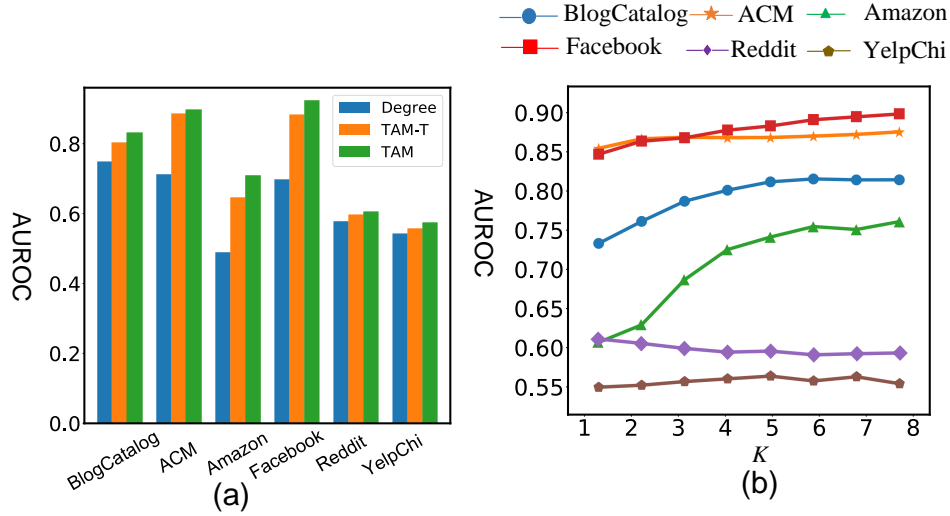 BlogCatalog ACM Amazon
Facebook Reddit YelpChi
Degree
TAM-T
TAM
AUROC
0.8
0.6
0.4
0.2
0.0
BlogCatalog
ACM
Amazon
Facebook
Reddit
YelpChi
(a)
AUROC
0.90
0.85
0.80
0.75
0.70
0.65
0.60
0.55
1 2 3 4 5 6 7 8
K
(b)